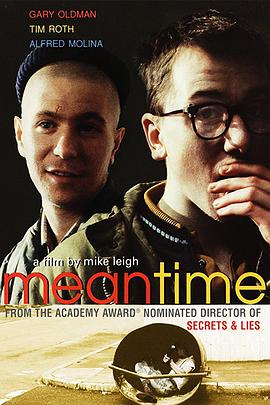 GARY OLDMAN
TIM ROTH
ALFRED MOLINA
a film by mike leigh
meantime
FROM THE ACADEMY AWARD® NOMINATED DIRECTOR OF
SECRETS & LIES